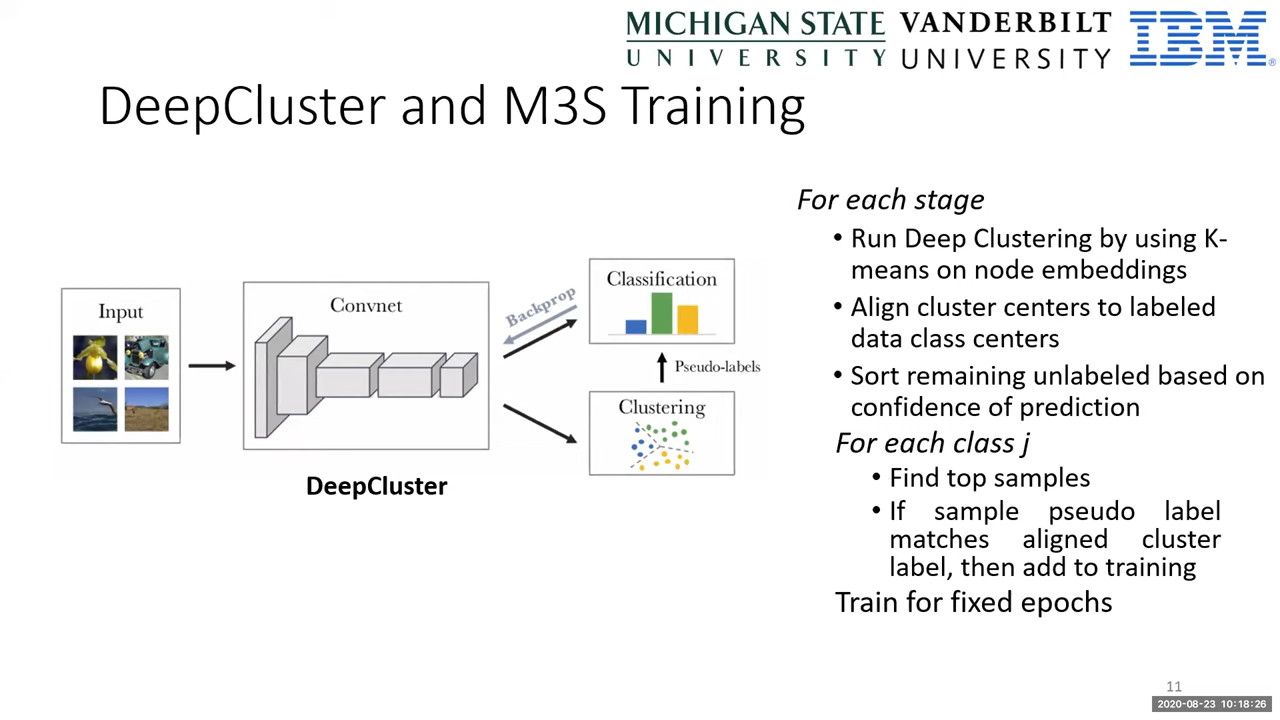 MICHIGAN STATE
UNIVERSITY
VANDERBILT
UNIVERSITY
IBM®
DeepCluster and M3S Training
Input
Convnet
Backprop
Classification
Pseudo-labels
Clustering
DeepCluster
For each stage
• Run Deep Clustering by using K-
means on node embeddings
• Align cluster centers to labeled
data class centers
• Sort remaining unlabeled based on
confidence of prediction
For each class j
• Find top samples
• If sample pseudo label
matches aligned cluster
label, then add to training
Train for fixed epochs
11
2020-08-23 10:18:26